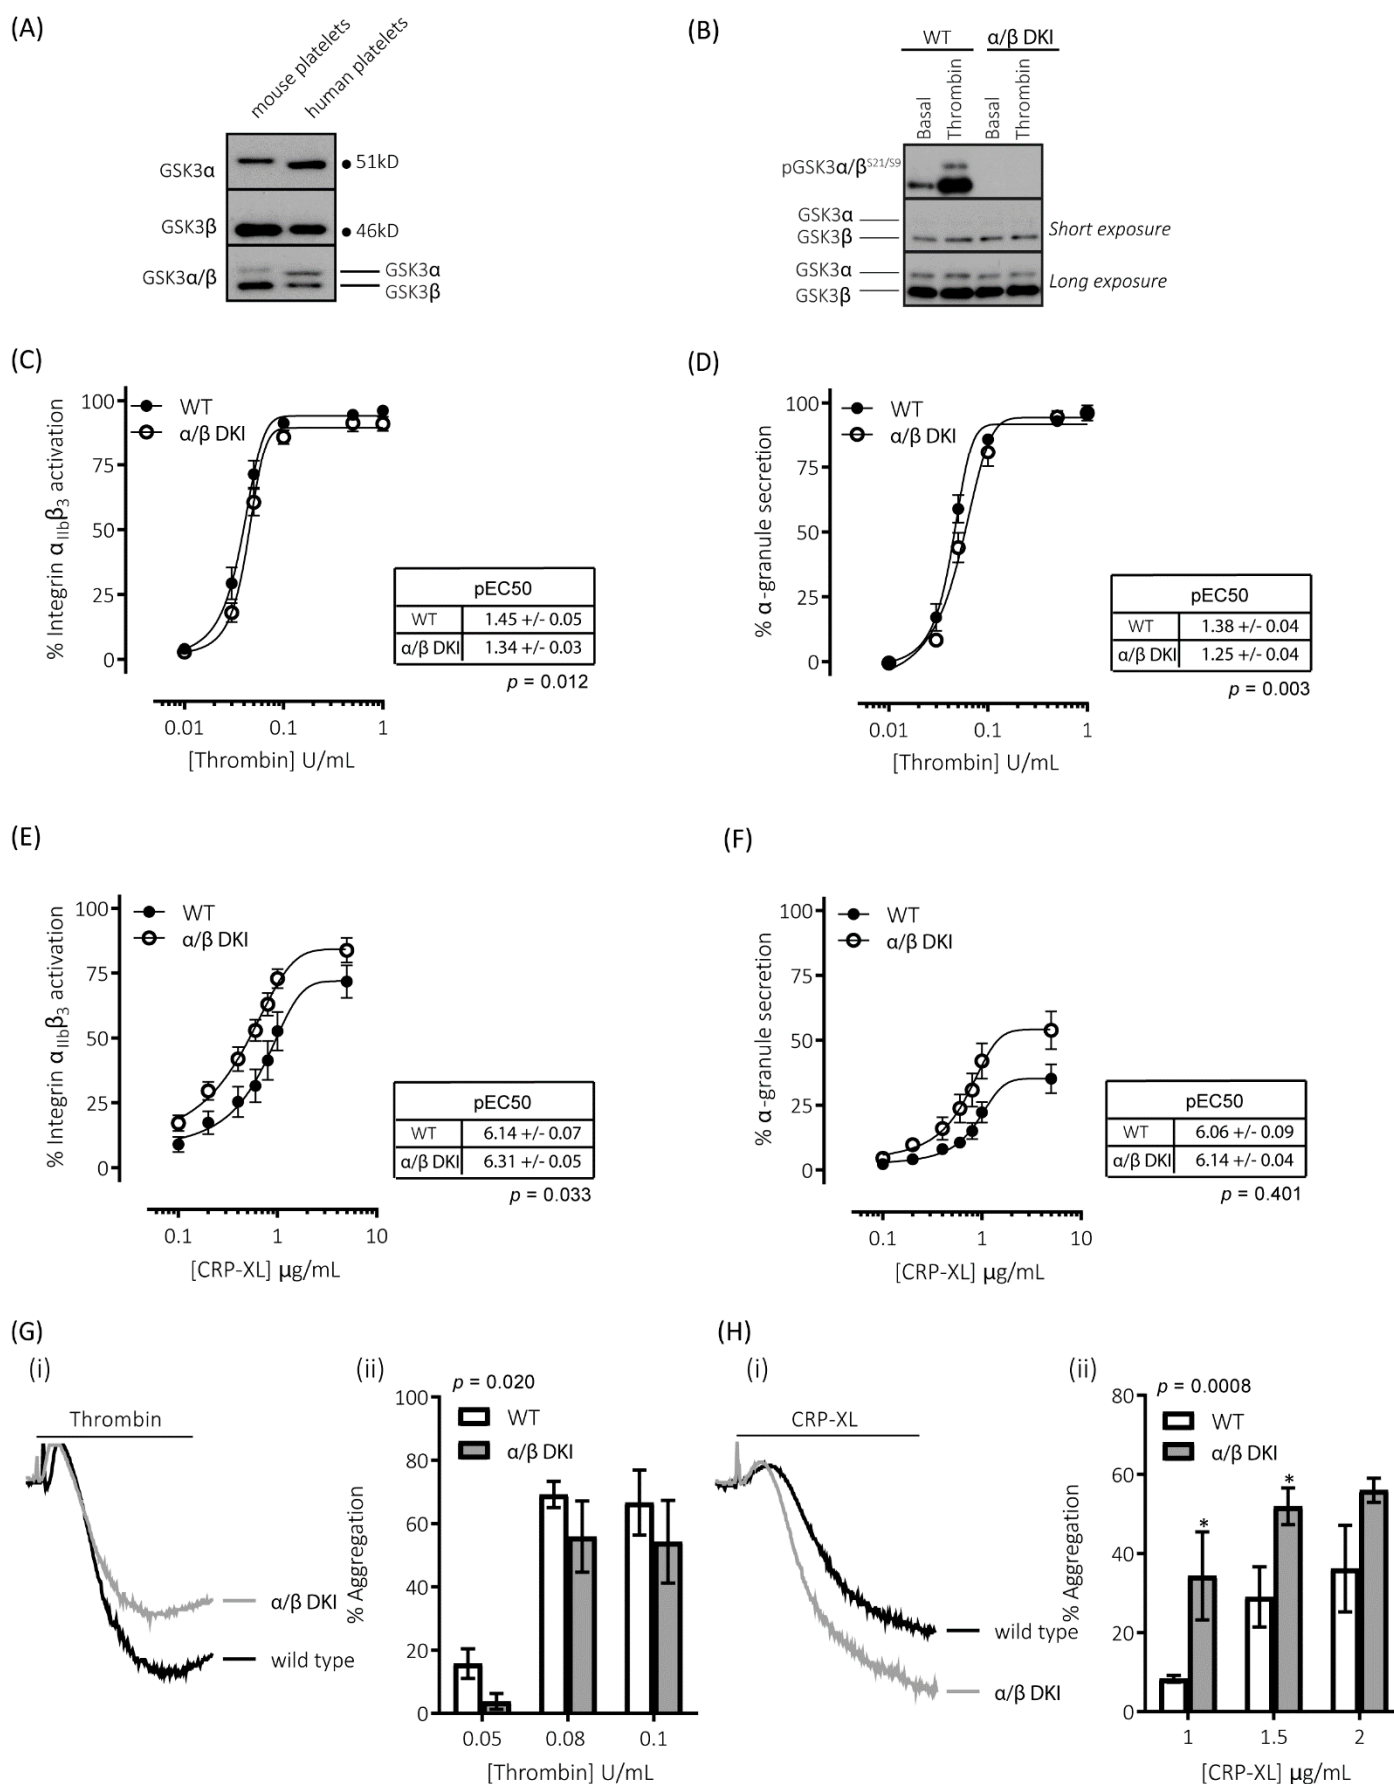 (A)
mouse platelets
human platelets
GSK3α
51kD
GSK3β
46kD
GSK3α/β
GSK3α
GSK3β
(B)
WT
α/β DKI
Basal
Thrombin
Basal
Thrombin
pGSK3α/β^S21/S9
GSK3α
GSK3β
Short exposure
GSK3α
GSK3β
Long exposure
(C)
% Integrin α_IIbβ_3 activation
100
75
50
25
0
WT
α/β DKI
pEC50
WT 1.45 +/- 0.05
α/β DKI 1.34 +/- 0.03
p = 0.012
0.01 0.1 1
[Thrombin] U/mL
(D)
% α-granule secretion
100
75
50
25
0
WT
α/β DKI
pEC50
WT 1.38 +/- 0.04
α/β DKI 1.25 +/- 0.04
p = 0.003
0.01 0.1 1
[Thrombin] U/mL
(E)
% Integrin α_IIbβ_3 activation
100
75
50
25
0
WT
α/β DKI
pEC50
WT 6.14 +/- 0.07
α/β DKI 6.31 +/- 0.05
p = 0.033
0.1 1 10
[CRP-XL] µg/mL
(F)
% α-granule secretion
100
75
50
25
0
WT
α/β DKI
pEC50
WT 6.06 +/- 0.09
α/β DKI 6.14 +/- 0.04
p = 0.401
0.1 1 10
[CRP-XL] µg/mL
(G)
(i)
Thrombin
α/β DKI
wild type
(ii)
p = 0.020
WT
α/β DKI
% Aggregation
100
80
60
40
20
0
0.05 0.08 0.1
[Thrombin] U/mL
(H)
(i)
CRP-XL
wild type
α/β DKI
(ii)
p = 0.0008
WT
α/β DKI
% Aggregation
80
60
40
20
0
* *
1 1.5 2
[CRP-XL] µg/mL